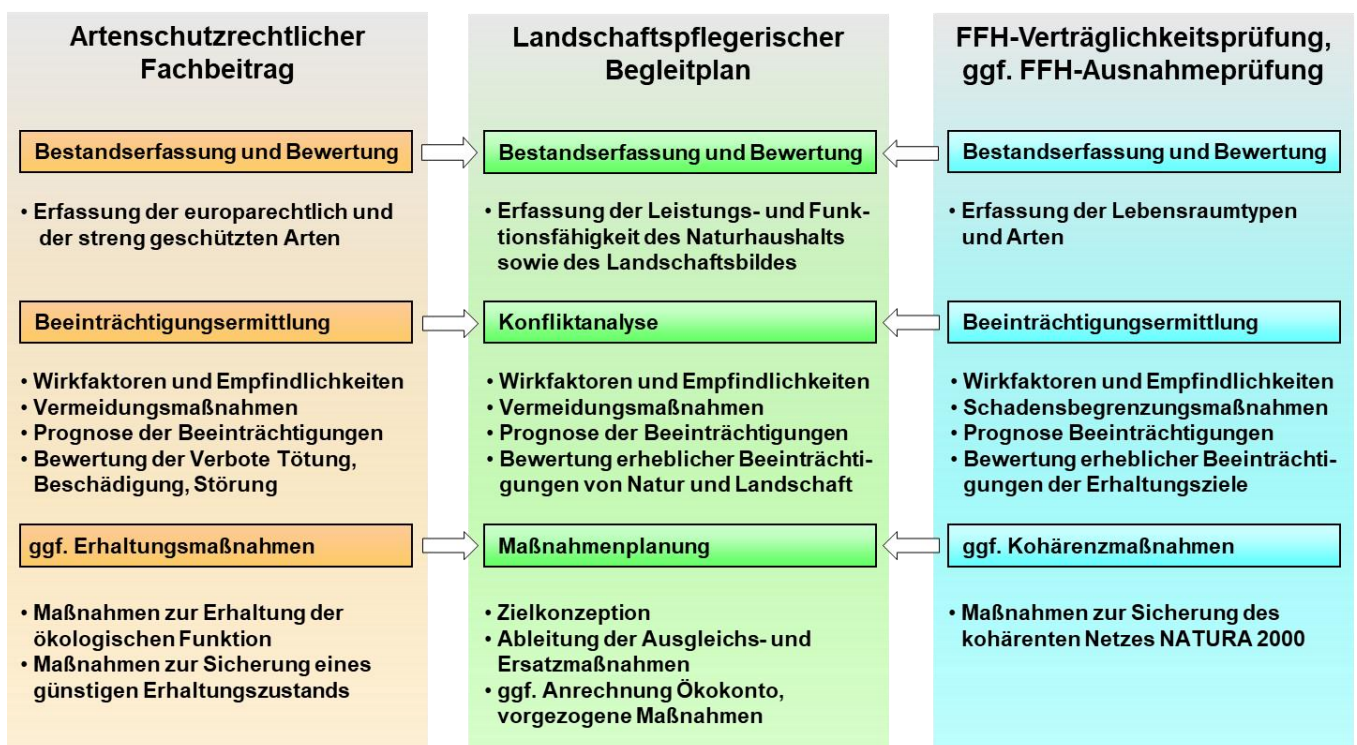 Artenschutzrechtlicher
Fachbeitrag
Bestandserfassung und Bewertung
• Erfassung der europarechtlich und
der streng geschützten Arten
Beeinträchtigungsermittlung
• Wirkfaktoren und Empfindlichkeiten
• Vermeidungsmaßnahmen
• Prognose der Beeinträchtigungen
• Bewertung der Verbote Tötung,
Beschädigung, Störung
ggf. Erhaltungsmaßnahmen
• Maßnahmen zur Erhaltung der
ökologischen Funktion
• Maßnahmen zur Sicherung eines
günstigen Erhaltungszustands
Landschaftspflegerischer
Begleitplan
Bestandserfassung und Bewertung
• Erfassung der Leistungs- und Funk-
tionsfähigkeit des Naturhaushalts
sowie des Landschaftsbildes
Konfliktanalyse
• Wirkfaktoren und Empfindlichkeiten
• Vermeidungsmaßnahmen
• Prognose der Beeinträchtigungen
• Bewertung erheblicher Beeinträchti-
gungen von Natur und Landschaft
Maßnahmenplanung
• Zielkonzeption
• Ableitung der Ausgleichs- und
Ersatzmaßnahmen
• ggf. Anrechnung Ökokonto,
vorgezogene Maßnahmen
FFH-Verträglichkeitsprüfung,
ggf. FFH-Ausnahmeprüfung
Bestandserfassung und Bewertung
• Erfassung der Lebensraumtypen
und Arten
Beeinträchtigungsermittlung
• Wirkfaktoren und Empfindlichkeiten
• Schadensbegrenzungsmaßnahmen
• Prognose Beeinträchtigungen
• Bewertung erheblicher Beeinträchti-
gungen der Erhaltungsziele
ggf. Kohärenzmaßnahmen
• Maßnahmen zur Sicherung des
kohärenten Netzes NATURA 2000